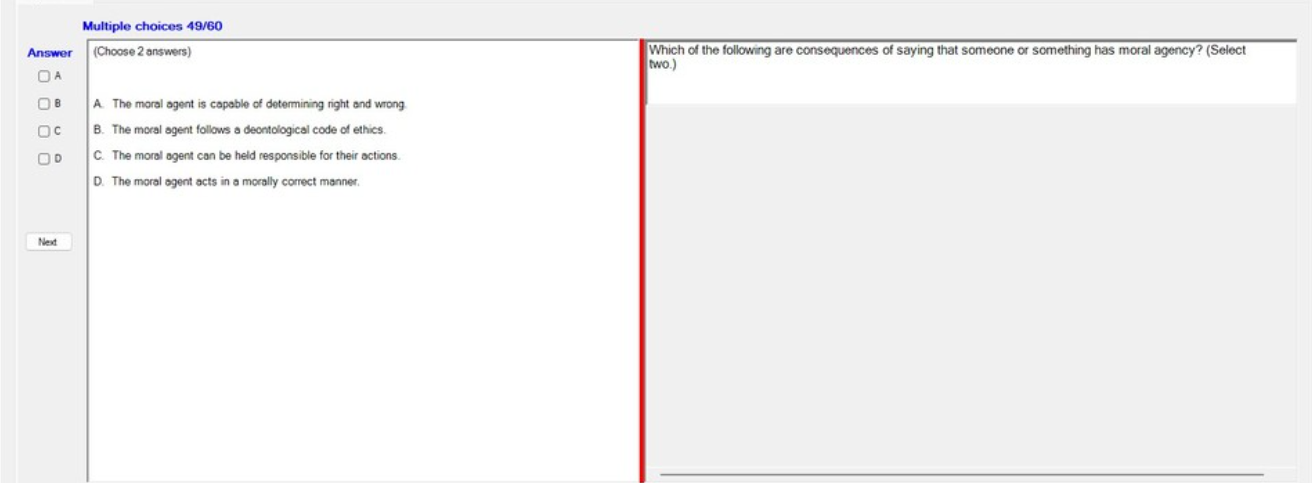 Multiple choices 49/60
Answer
(Choose 2 answers)
A
B
C
D
A. The moral agent is capable of determining right and wrong.
B. The moral agent follows a deontological code of ethics.
C. The moral agent can be held responsible for their actions.
D. The moral agent acts in a morally correct manner.
Next
Which of the following are consequences of saying that someone or something has moral agency? (Select
two.)